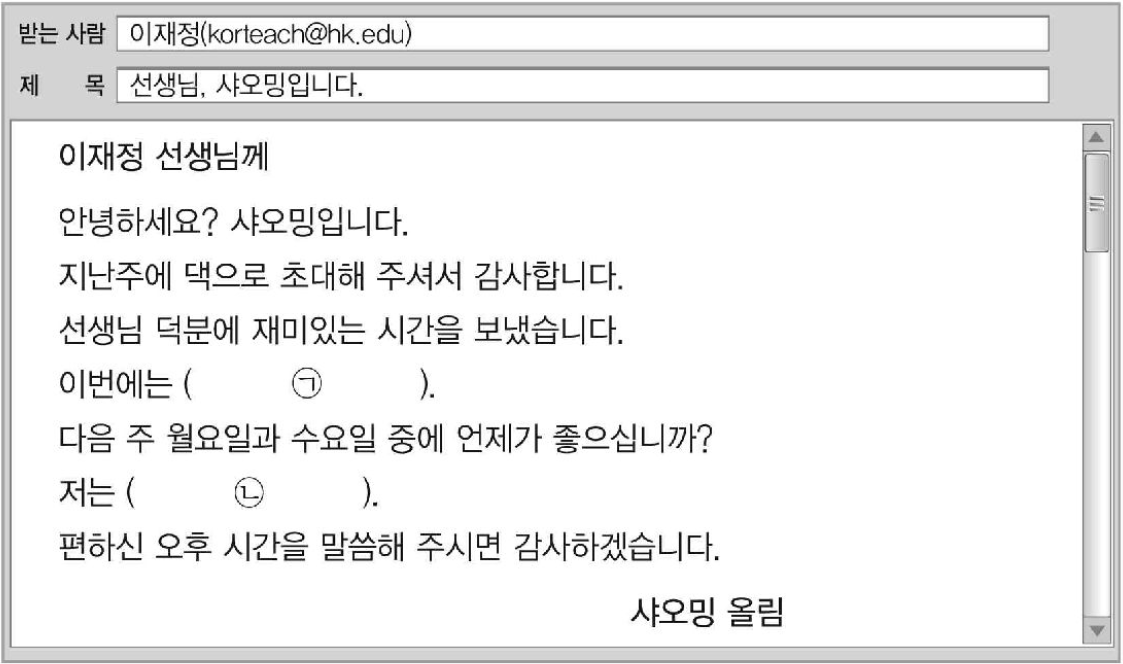 받는 사람 이재정(korteach@hk.edu)
제 목 선생님, 샤오밍입니다.
이재정 선생님께
안녕하세요? 샤오밍입니다.
지난주에 댁으로 초대해 주셔서 감사합니다.
선생님 덕분에 재미있는 시간을 보냈습니다.
이번에는 ( ㉠ ).
다음 주 월요일과 수요일 중에 언제가 좋으십니까?
저는 ( ㉡ ).
편하신 오후 시간을 말씀해 주시면 감사하겠습니다.
샤오밍 올림